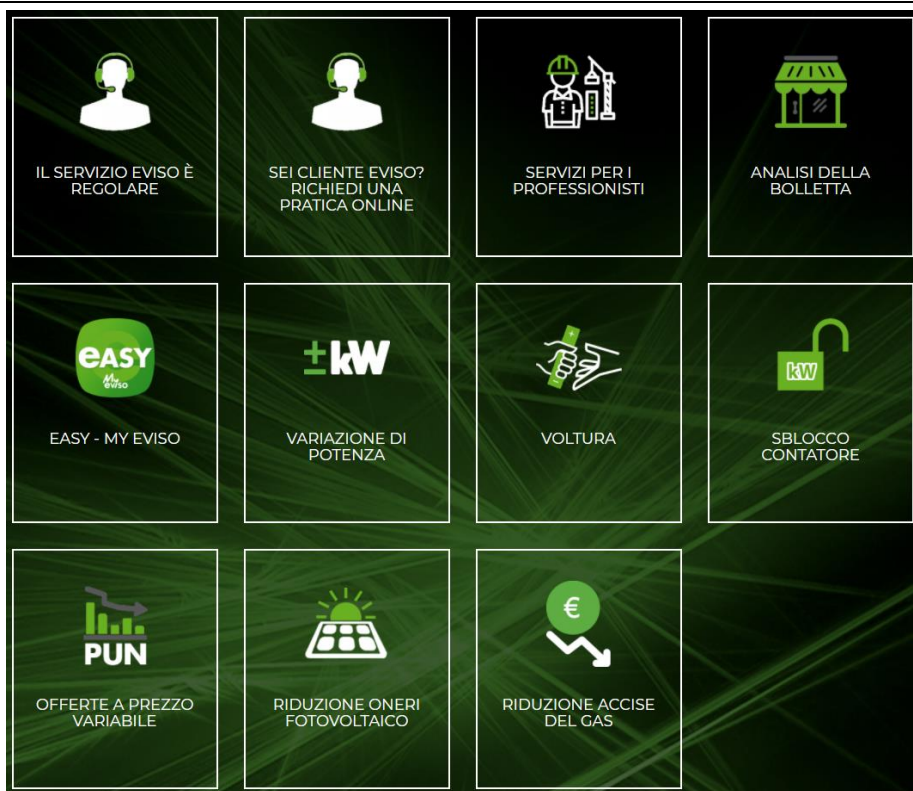 IL SERVIZIO EVISO È
REGOLARE
SEI CLIENTE EVISO?
RICHIEDI UNA
PRATICA ONLINE
SERVIZI PER I
PROFESSIONISTI
ANALISI DELLA
BOLLETTA
eASY
My
eviso
EASY - MY EVISO
±kW
VARIAZIONE DI
POTENZA
VOLTURA
kW
SBLOCCO
CONTATORE
PUN
OFFERTE A PREZZO
VARIABILE
RIDUZIONE ONERI
FOTOVOLTAICO
€
RIDUZIONE ACCISE
DEL GAS